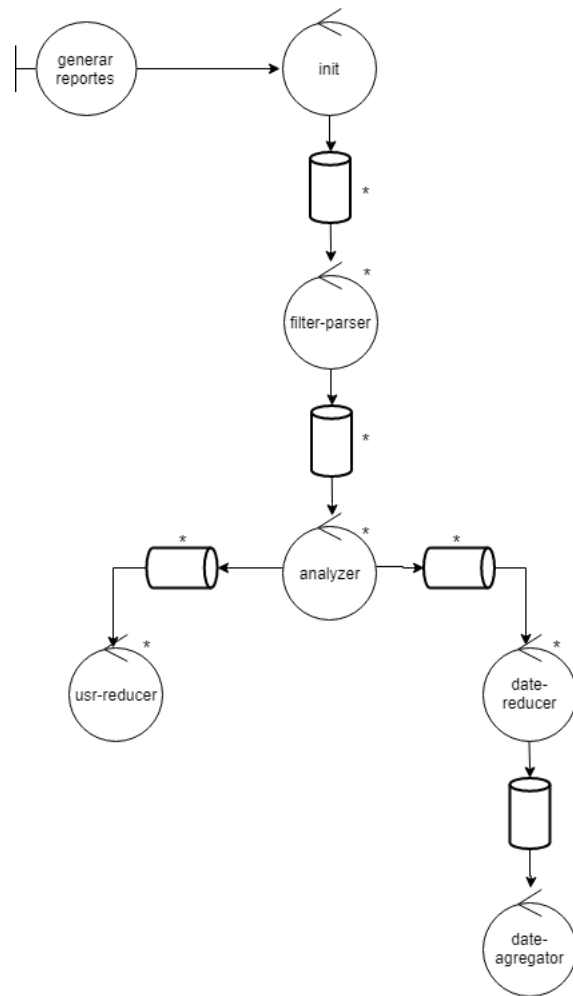 generar
reportes
init
*
*
filter-parser
*
*
analyzer
*
*
*
usr-reducer
*
date-
reducer
date-
agregator